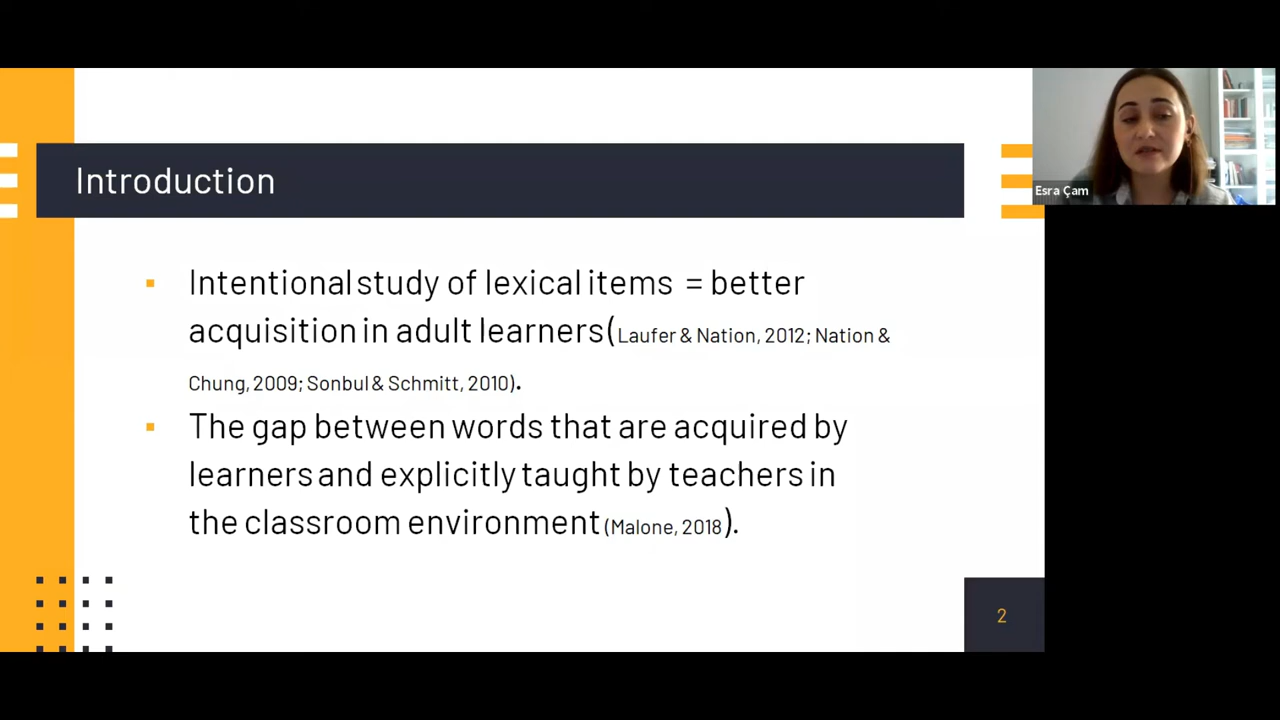 Introduction
Esra Çam
▪ Intentional study of lexical items = better
acquisition in adult learners (Laufer & Nation, 2012; Nation &
Chung, 2009; Sonbul & Schmitt, 2010).
▪ The gap between words that are acquired by
learners and explicitly taught by teachers in
the classroom environment (Malone, 2018).
2